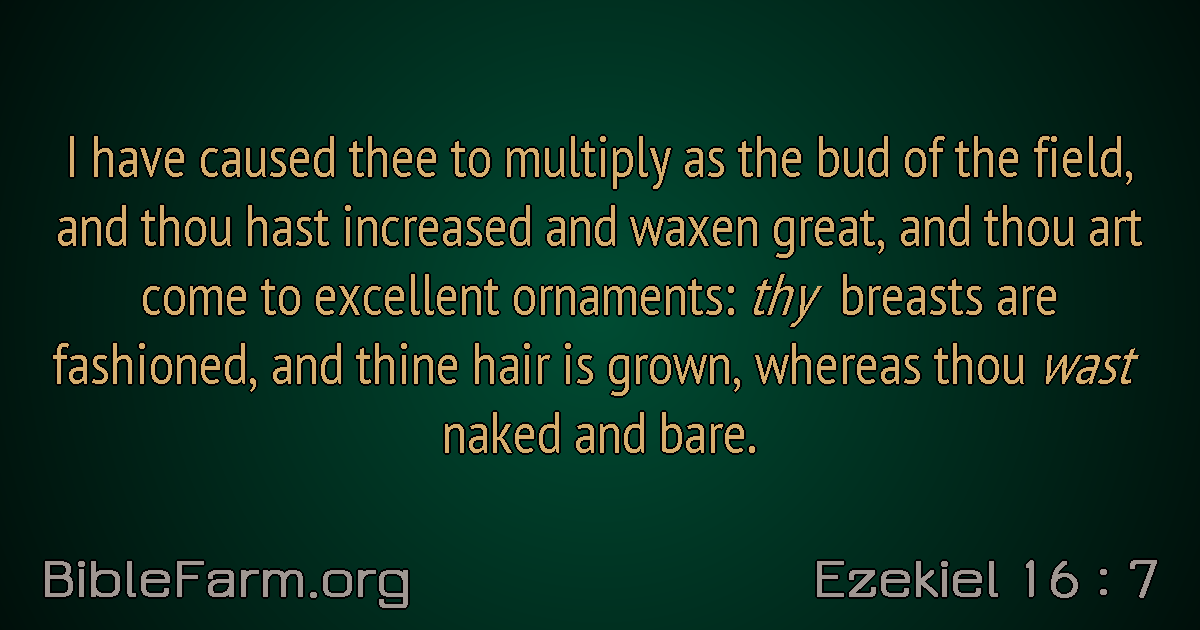 I have caused thee to multiply as the bud of the field,
and thou hast increased and waxen great, and thou art
come to excellent ornaments: thy breasts are
fashioned, and thine hair is grown, whereas thou wast
naked and bare.
BibleFarm.org
Ezekiel 16 : 7